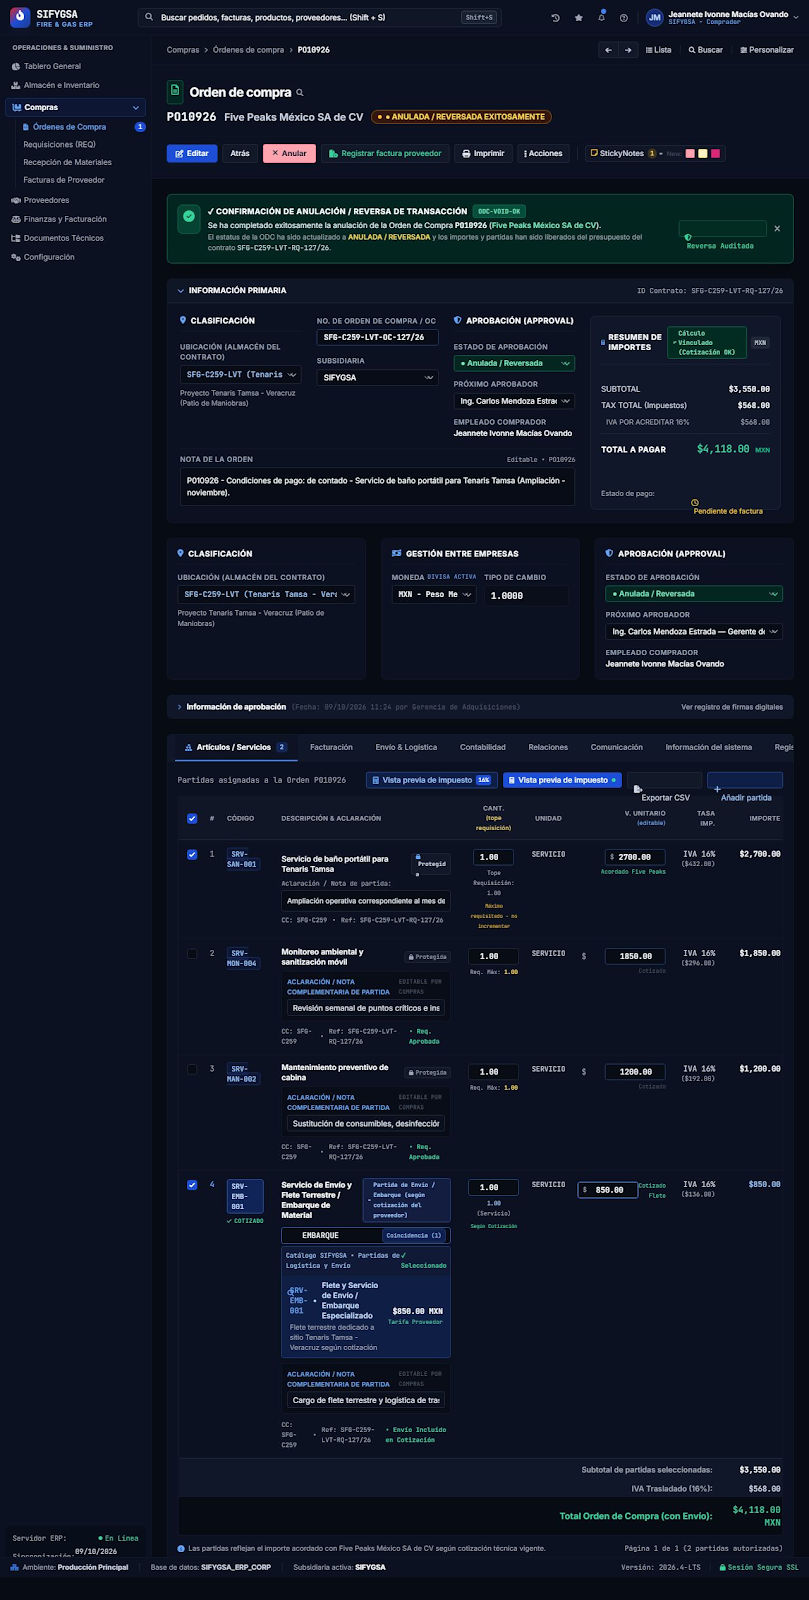 SIFYGSA
FIRE & GAS ERP
Buscar pedidos, facturas, productos, proveedores... (Shift + S)
Shift+S
JM
Jeannete Ivonne Macías Ovando
SIFYGSA • Comprador
OPERACIONES & SUMINISTRO
Tablero General
Almacén e Inventario
Compras
Órdenes de Compra
1
Requisiciones (REQ)
Recepción de Materiales
Facturas de Proveedor
Proveedores
Finanzas y Facturación
Documentos Técnicos
Configuración
Compras > Órdenes de compra > PO10926
Lista
Buscar
Personalizar
Orden de compra
PO10926 Five Peaks México SA de CV
• ANULADA / REVERSADA EXITOSAMENTE
Editar
Atrás
✕ Anular
Registrar factura proveedor
Imprimir
Acciones
StickyNotes 1
New:
✓ CONFIRMACIÓN DE ANULACIÓN / REVERSA DE TRANSACCIÓN ODC-VOID-OK
Se ha completado exitosamente la anulación de la Orden de Compra PO10926 (Five Peaks México SA de CV).
El estatus de la ODC ha sido actualizado a ANULADA / REVERSADA y los importes y partidas han sido liberados del presupuesto del
contrato SFG-C259-LVT-RQ-127/26.
Reversa Auditada
INFORMACIÓN PRIMARIA
ID Contrato: SFG-C259-LVT-RQ-127/26
CLASIFICACIÓN
UBICACIÓN (ALMACÉN DEL
CONTRATO)
SFG-C259-LVT (Tenaris
Proyecto Tenaris Tamsa - Veracruz
(Patio de Maniobras)
NO. DE ORDEN DE COMPRA / OC
SFG-C259-LVT-OC-127/26
SUBSIDIARIA
SIFYGSA
APROBACIÓN (APPROVAL)
ESTADO DE APROBACIÓN
• Anulada / Reversada
PRÓXIMO APROBADOR
Ing. Carlos Mendoza Estrac
EMPLEADO COMPRADOR
Jeannete Ivonne Macías Ovando
RESUMEN DE
IMPORTES
Cálculo
Vinculado
(Cotización OK)
MXN
SUBTOTAL $3,550.00
TAX TOTAL (Impuestos) $568.00
IVA POR ACREDITAR 16% $568.00
TOTAL A PAGAR $4,118.00 MXN
Estado de pago:
Pendiente de factura
NOTA DE LA ORDEN
Editable • PO10926
PO10926 - Condiciones de pago: de contado - Servicio de baño portátil para Tenaris Tamsa (Ampliación -
noviembre).
CLASIFICACIÓN
UBICACIÓN (ALMACÉN DEL CONTRATO)
SFG-C259-LVT (Tenaris Tamsa - Vera
Proyecto Tenaris Tamsa - Veracruz (Patio de
Maniobras)
GESTIÓN ENTRE EMPRESAS
MONEDA DIVISA ACTIVA
MXN - Peso Me
TIPO DE CAMBIO
1.0000
APROBACIÓN (APPROVAL)
ESTADO DE APROBACIÓN
• Anulada / Reversada
PRÓXIMO APROBADOR
Ing. Carlos Mendoza Estrada — Gerente de
EMPLEADO COMPRADOR
Jeannete Ivonne Macías Ovando
Información de aprobación (Fecha: 09/10/2026 11:24 por Gerencia de Adquisiciones)
Ver registro de firmas digitales
Artículos / Servicios 2
Facturación
Envío & Logística
Contabilidad
Relaciones
Comunicación
Información del sistema
Regis
Partidas asignadas a la Orden PO10926
Vista previa de impuesto 16%
Vista previa de impuesto
Exportar CSV
+ Añadir partida
# CÓDIGO DESCRIPCIÓN & ACLARACIÓN
CANT.
(tope
requisición)
UNIDAD
V. UNITARIO
(editable)
TASA
IMP.
IMPORTE
1
SRV-
SAN-001
Servicio de baño portátil para
Tenaris Tamsa
Protegid
a
Aclaración / Nota de partida:
Ampliación operativa correspondiente al mes de
CC: SFG-C259 • Ref: SFG-C259-LVT-RQ-127/26
1.00
Tope
Requisición:
1.00
Máximo
requisitado - no
incrementar
SERVICIO
$ 2700.00
Acordado Five Peaks
IVA 16%
($432.00)
$2,700.00
2
SRV-
MON-004
Monitoreo ambiental y
sanitización móvil
Protegida
ACLARACIÓN / NOTA
COMPLEMENTARIA DE PARTIDA
EDITABLE POR
COMPRAS
Revisión semanal de puntos críticos e ins
CC: SFG-
C259
• Ref: SFG-C259-LVT-
RQ-127/26
• Req.
Aprobada
1.00
Req. Máx: 1.00
SERVICIO
$ 1850.00
Cotizado
IVA 16%
($296.00)
$1,850.00
3
SRV-
MAN-002
Mantenimiento preventivo de
cabina
Protegida
ACLARACIÓN / NOTA
COMPLEMENTARIA DE PARTIDA
EDITABLE POR
COMPRAS
Sustitución de consumibles, desinfección
CC: SFG-
C259
• Ref: SFG-C259-LVT-
RQ-127/26
• Req.
Aprobada
1.00
Req. Máx: 1.00
SERVICIO
$ 1200.00
Cotizado
IVA 16%
($192.00)
$1,200.00
4
SRV-
EMB-
001
✓ COTIZADO
Servicio de Envío y
Flete Terrestre /
Embarque de
Material
Partida de Envío /
Embarque (según
cotización del
proveedor)
EMBARQUE
Coincidencia (1)
Catálogo SIFYGSA • Partidas de
Logística y Envío
✓
Seleccionado
SRV-
EMB-
001
•
Flete y Servicio
de Envío /
Embarque
Especializado
Flete terrestre dedicado a
sitio Tenaris Tamsa -
Veracruz según cotización
$850.00 MXN
Tarifa Proveedor
ACLARACIÓN / NOTA
COMPLEMENTARIA DE PARTIDA
EDITABLE POR
COMPRAS
Cargo de flete terrestre y logística de tras
CC:
SFG-
C259
• Ref: SFG-C259-
LVT-RQ-127/26
• Envío Incluido
en Cotización
1.00
1.00
(Servicio)
Según Cotización
SERVICIO
$ 850.00
Cotizado
Flete
IVA 16%
($136.00)
$850.00
Subtotal de partidas seleccionadas: $3,550.00
IVA Trasladado (16%): $568.00
Total Orden de Compra (con Envío): $4,118.00
MXN
Las partidas reflejan el importe acordado con Five Peaks México SA de CV según cotización técnica vigente.
Página 1 de 1 (2 partidas autorizadas)
Servidor ERP: • En Línea
Sincronización: 09/10/2026
Ambiente: Producción Principal
Base de datos: SIFYGSA_ERP_CORP
Subsidiaria activa: SIFYGSA
Versión: 2026.4-LTS
Sesión Segura SSL